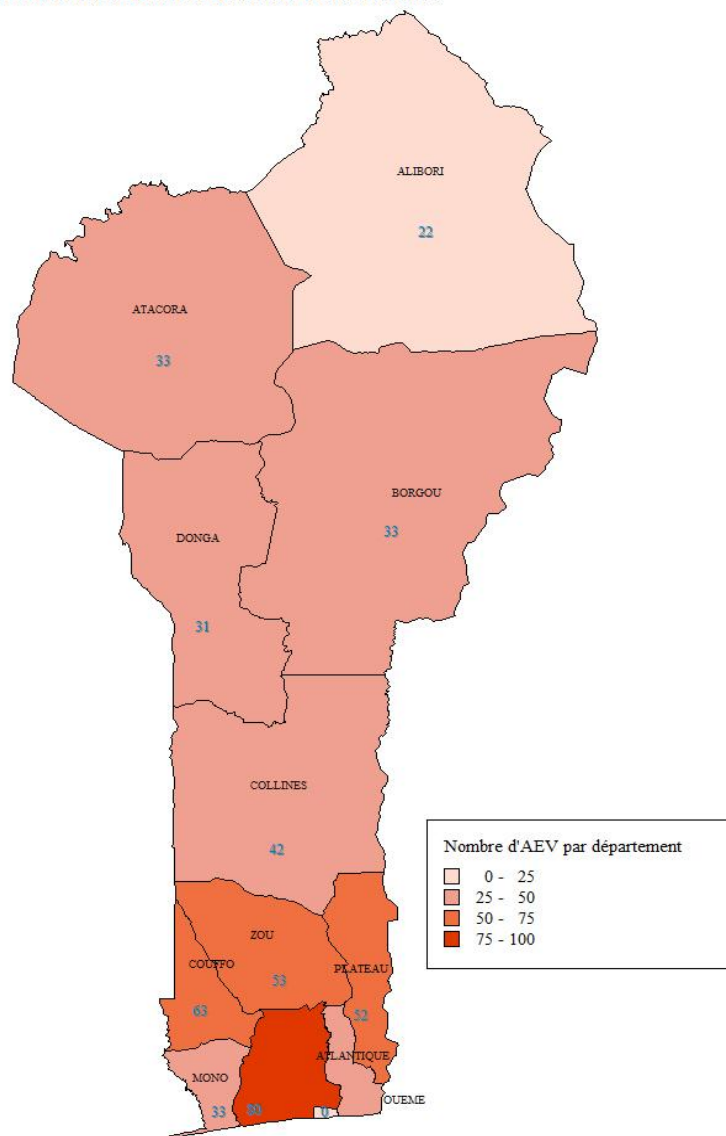 ALIBORI
22
ATACORA
33
BORGOU
33
DONGA
31
COLLINES
42
Nombre d'AEV par département
0 - 25
25 - 50
50 - 75
75 - 100
ZOU
53
COUFFO
63
PLATEAU
52
ATLANTIQUE
MONO
33
80
0
OUEME